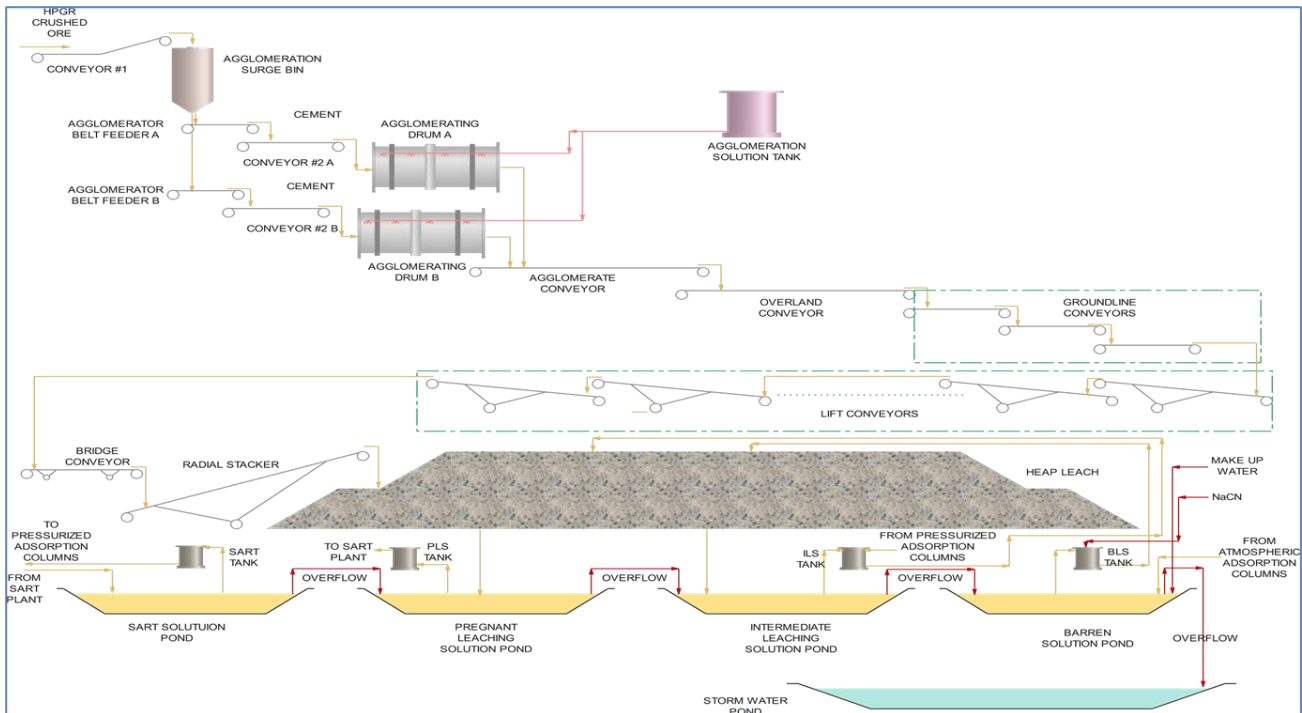 HPGR
CRUSHED
ORE
CONVEYOR #1
AGGLOMERATION
SURGE BIN
AGGLOMERATOR
BELT FEEDER A
CEMENT
CONVEYOR #2 A
AGGLOMERATING
DRUM A
AGGLOMERATION
SOLUTION TANK
AGGLOMERATOR
BELT FEEDER B
CEMENT
CONVEYOR #2 B
AGGLOMERATING
DRUM B
AGGLOMERATE
CONVEYOR
OVERLAND
CONVEYOR
GROUNDLINE
CONVEYORS
LIFT CONVEYORS
BRIDGE
CONVEYOR
RADIAL STACKER
HEAP LEACH
MAKE UP
WATER
NaCN
TO
PRESSURIZED
ADSORPTION
COLUMNS
FROM
SART
PLANT
SART
TANK
OVERFLOW
TO SART
PLANT
PLS
TANK
OVERFLOW
ILS
TANK
FROM PRESSURIZED
ADSORPTION
COLUMNS
OVERFLOW
BLS
TANK
FROM
ATMOSPHERIC
ADSORPTION
COLUMNS
SART SOLUTUION
POND
PREGNANT
LEACHING
SOLUTION POND
INTERMEDIATE
LEACHING
SOLUTION POND
BARREN
SOLUTION POND
OVERFLOW
STORM WATER
POND